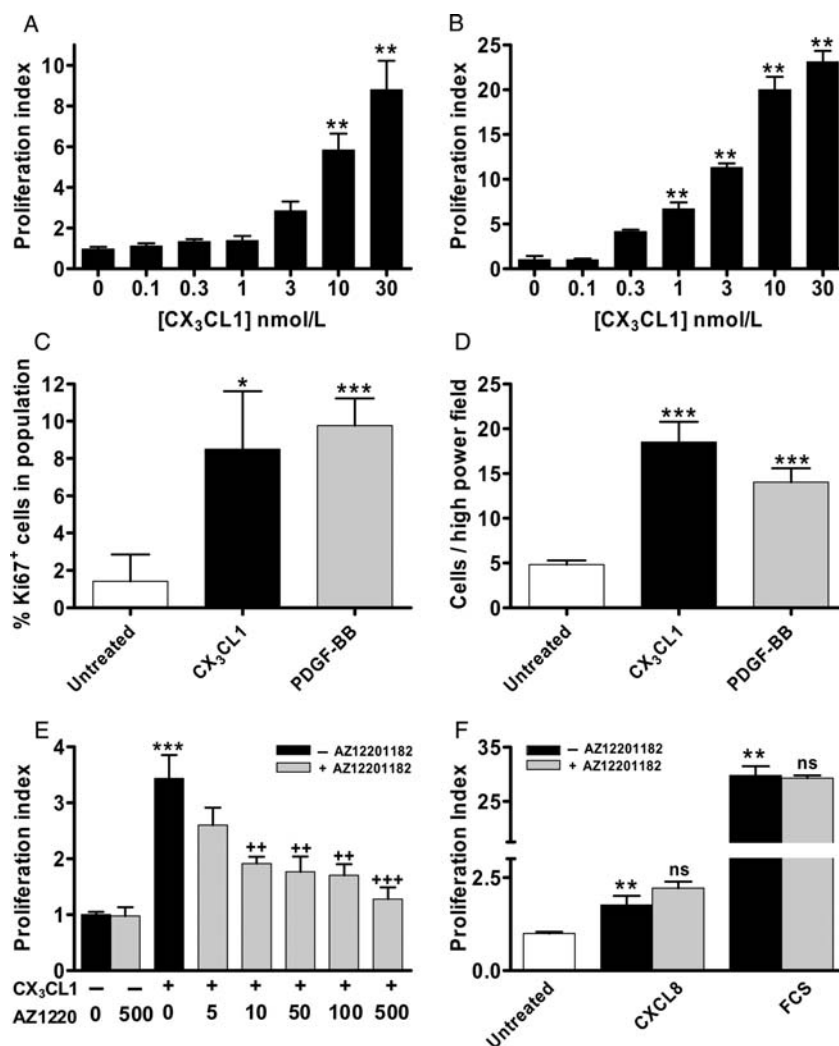 A
Proliferation index
10
8
6
4
2
0
** **
0 0.1 0.3 1 3 10 30
[CX3CL1] nmol/L
B
Proliferation index
25
20
15
10
5
0
** ** ** **
0 0.1 0.3 1 3 10 30
[CX3CL1] nmol/L
C
% Ki67+ cells in population
12
10
8
6
4
2
0
* ***
Untreated CX3CL1 PDGF-BB
D
Cells / high power field
25
20
15
10
5
0
*** ***
Untreated CX3CL1 PDGF-BB
E
Proliferation index
4
3
2
1
0
– AZ12201182
+ AZ12201182
*** ++ ++ ++ +++
CX3CL1 – – + + + + + +
AZ1220 0 500 0 5 10 50 100 500
F
Proliferation Index
35
25
2.5
0.0
– AZ12201182
+ AZ12201182
** ns ** ns
Untreated CXCL8 FCS